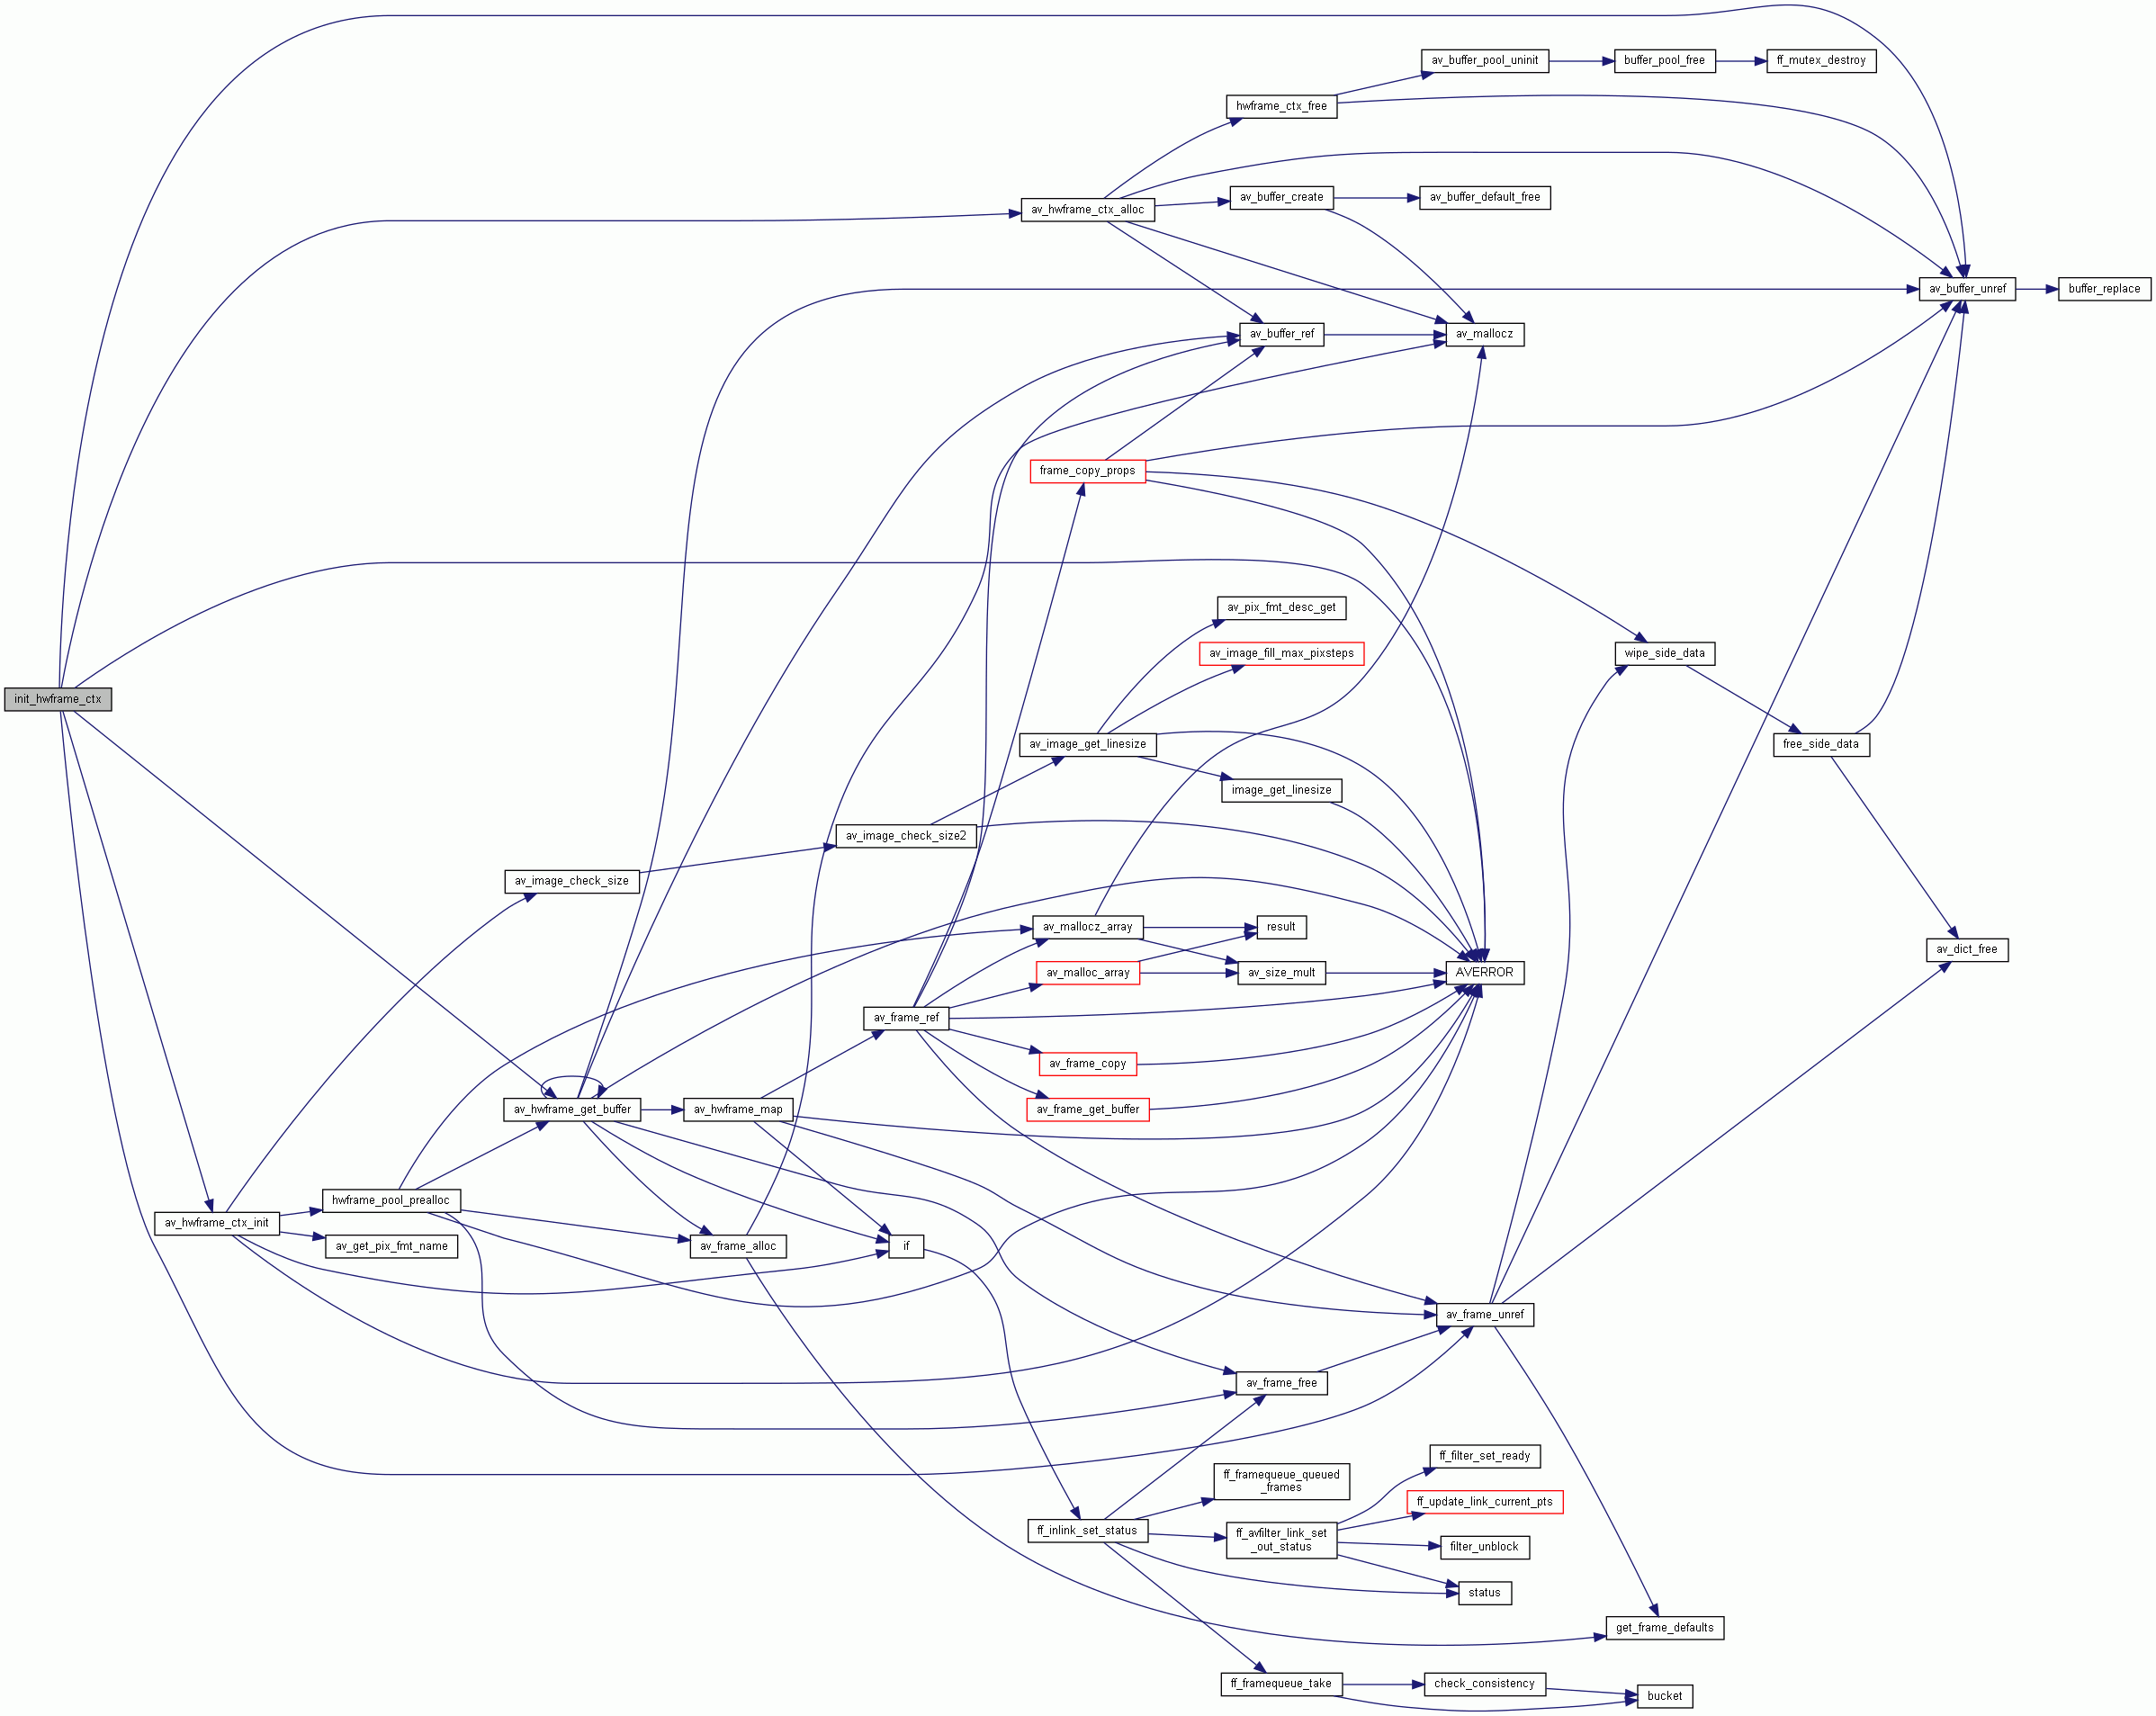 av_buffer_pool_uninit
buffer_pool_free
ff_mutex_destroy
hwframe_ctx_free
av_buffer_create
av_buffer_default_free
av_hwframe_ctx_alloc
av_buffer_unref
buffer_replace
av_buffer_ref
av_mallocz
frame_copy_props
av_pix_fmt_desc_get
av_image_fill_max_pixsteps
wipe_side_data
init_hwframe_ctx
av_image_get_linesize
free_side_data
image_get_linesize
av_image_check_size2
av_image_check_size
av_mallocz_array
result
av_dict_free
av_malloc_array
av_size_mult
AVERROR
av_frame_ref
av_frame_copy
av_hwframe_get_buffer
av_hwframe_map
av_frame_get_buffer
hwframe_pool_prealloc
av_hwframe_ctx_init
av_get_pix_fmt_name
av_frame_alloc
if
av_frame_unref
av_frame_free
ff_filter_set_ready
ff_framequeue_queued
_frames
ff_update_link_current_pts
ff_inlink_set_status
ff_avfilter_link_set
_out_status
filter_unblock
status
get_frame_defaults
ff_framequeue_take
check_consistency
bucket